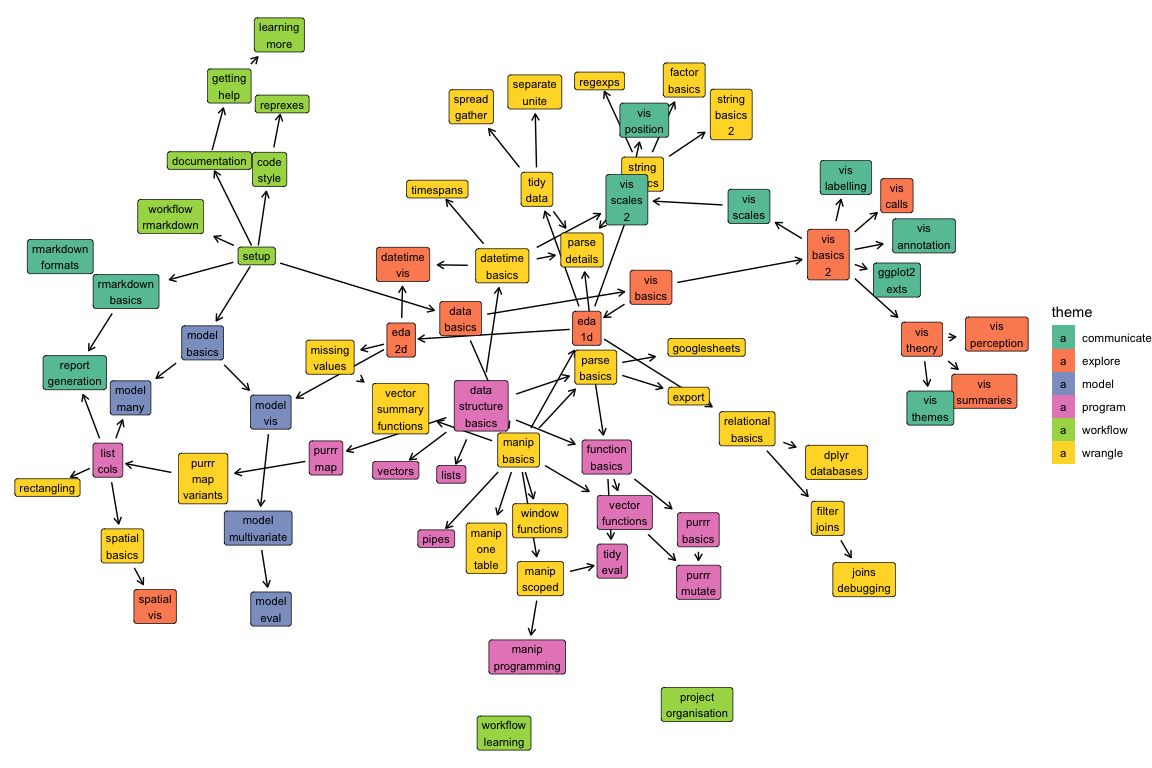 learning
more
getting
help
reprexes
documentation
code
style
workflow
rmarkdown
setup
rmarkdown
formats
rmarkdown
basics
report
generation
model
basics
model
many
model
vis
list
cols
rectangling
purrr
map
variants
purrr
map
spatial
basics
spatial
vis
model
multivariate
model
eval
spread
gather
separate
unite
regexps
factor
basics
string
basics
2
vis
position
string
vis
scales
2
tidy
data
timespans
parse
details
datetime
vis
datetime
basics
data
basics
eda
2d
missing
values
vector
summary
functions
data
structure
basics
vectors
lists
manip
basics
eda
1d
parse
basics
vis
basics
googlesheets
export
relational
basics
dplyr
databases
filter
joins
joins
debugging
function
basics
vector
functions
purrr
basics
purrr
mutate
tidy
eval
window
functions
manip
one
table
pipes
manip
scoped
manip
programming
workflow
learning
project
organisation
vis
scales
vis
labelling
vis
calls
vis
basics
2
vis
annotation
ggplot2
exts
vis
theory
vis
perception
vis
summaries
vis
themes
theme
a communicate
a explore
a model
a program
a workflow
a wrangle